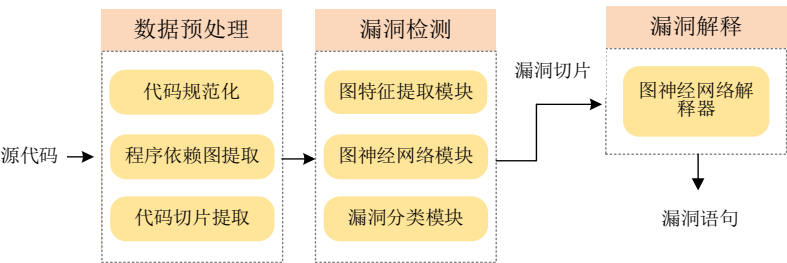 源代码
数据预处理
代码规范化
程序依赖图提取
代码切片提取
漏洞检测
图特征提取模块
图神经网络模块
漏洞分类模块
漏洞切片
漏洞解释
图神经网络解
释器
漏洞语句